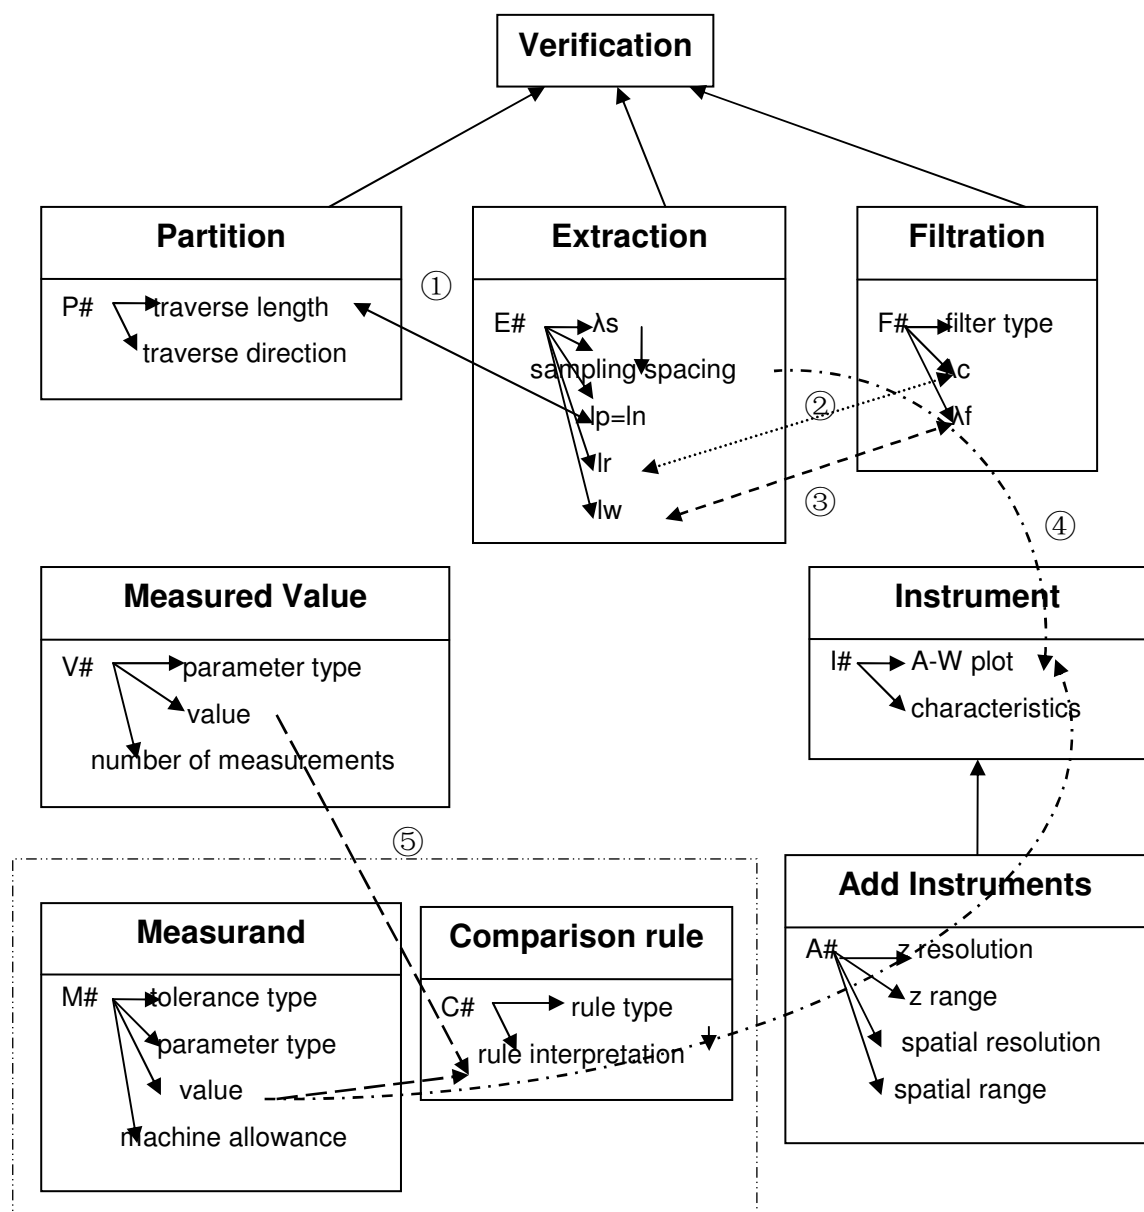 Verification
Partition
P#
traverse length
traverse direction
①
Extraction
E#
λs
sampling spacing
lp=ln
lr
lw
Filtration
F#
filter type
λc
λf
②
③
④
Measured Value
V#
parameter type
value
number of measurements
Instrument
I#
A-W plot
characteristics
⑤
Measurand
M#
tolerance type
parameter type
value
machine allowance
Comparison rule
C#
rule type
rule interpretation
Add Instruments
A#
z resolution
z range
spatial resolution
spatial range